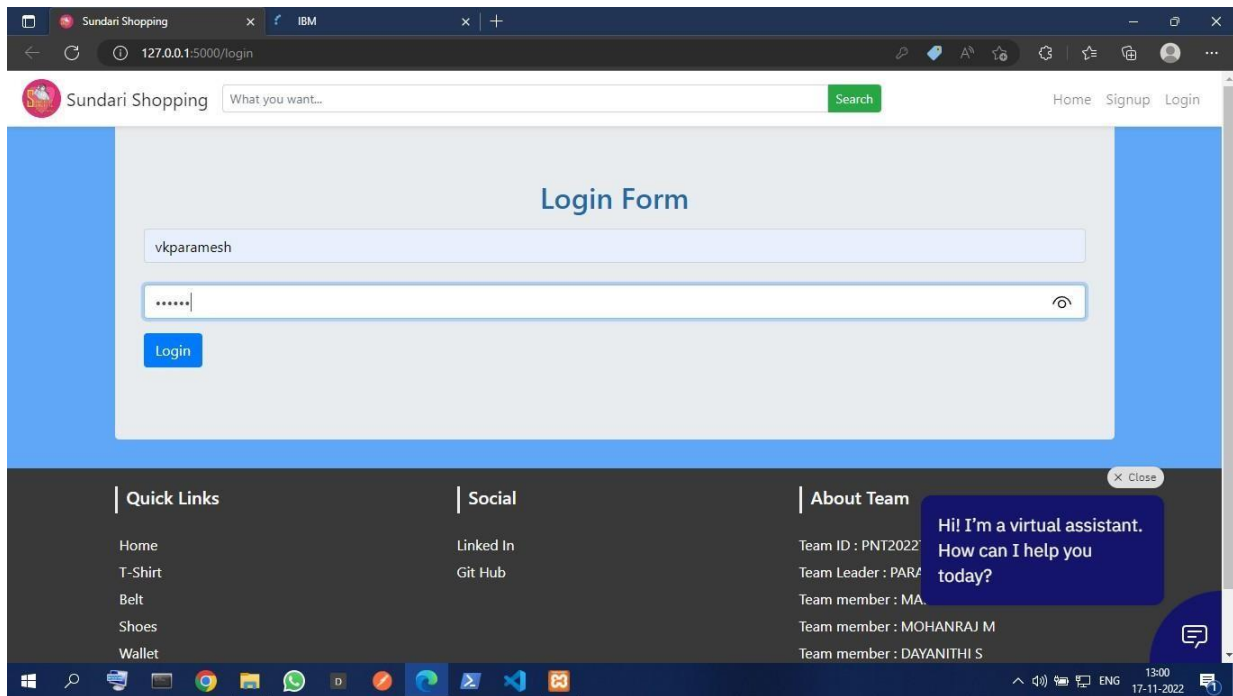 Sundari Shopping
IBM
127.0.0.1:5000/login
Sundari Shopping
What you want...
Search
Home Signup Login
Login Form
vkparamesh
••••••
Login
Quick Links
Home
T-Shirt
Belt
Shoes
Wallet
Social
Linked In
Git Hub
About Team
Team ID :
Team Leader :
Team member :
Team member : MOHANRAJ M
Team member : DAYANITHI S
× Close
Hi! I'm a virtual assistant.
How can I help you
today?
ENG
13:00
17-11-2022